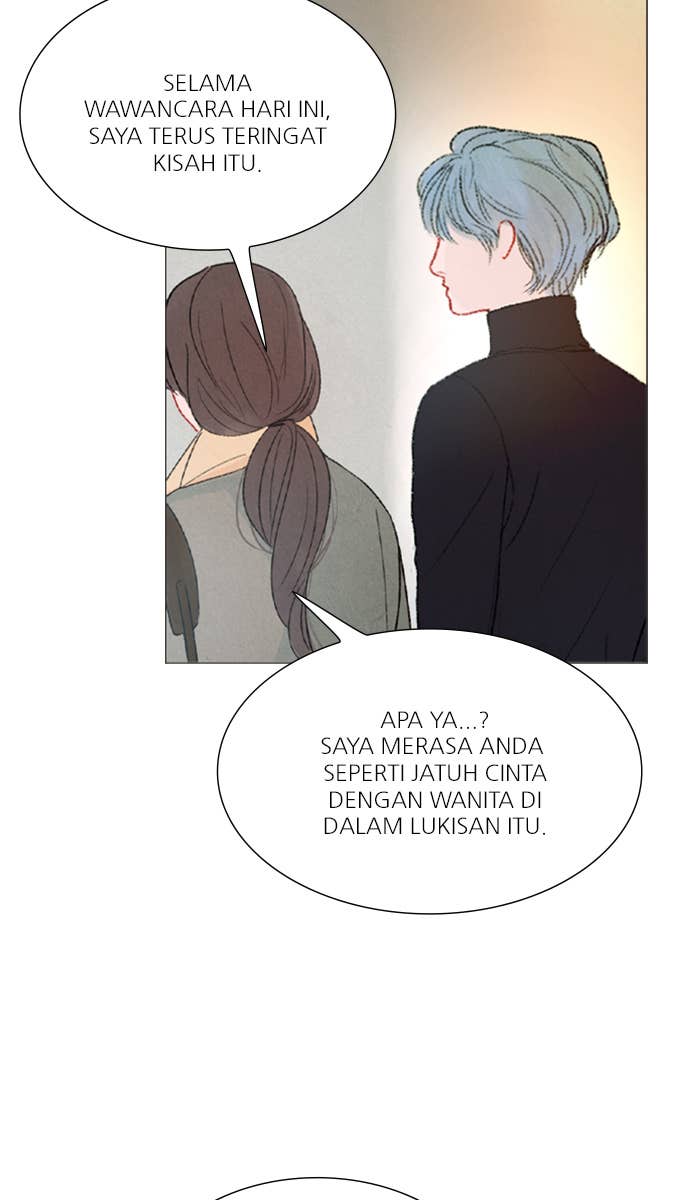 SELAMA
WAWANCARA HARI INI,
SAYA TERUS TERINGAT
KISAH ITU.
APA YA...?
SAYA MERASA ANDA
SEPERTI JATUH CINTA
DENGAN WANITA DI
DALAM LUKISAN ITU.